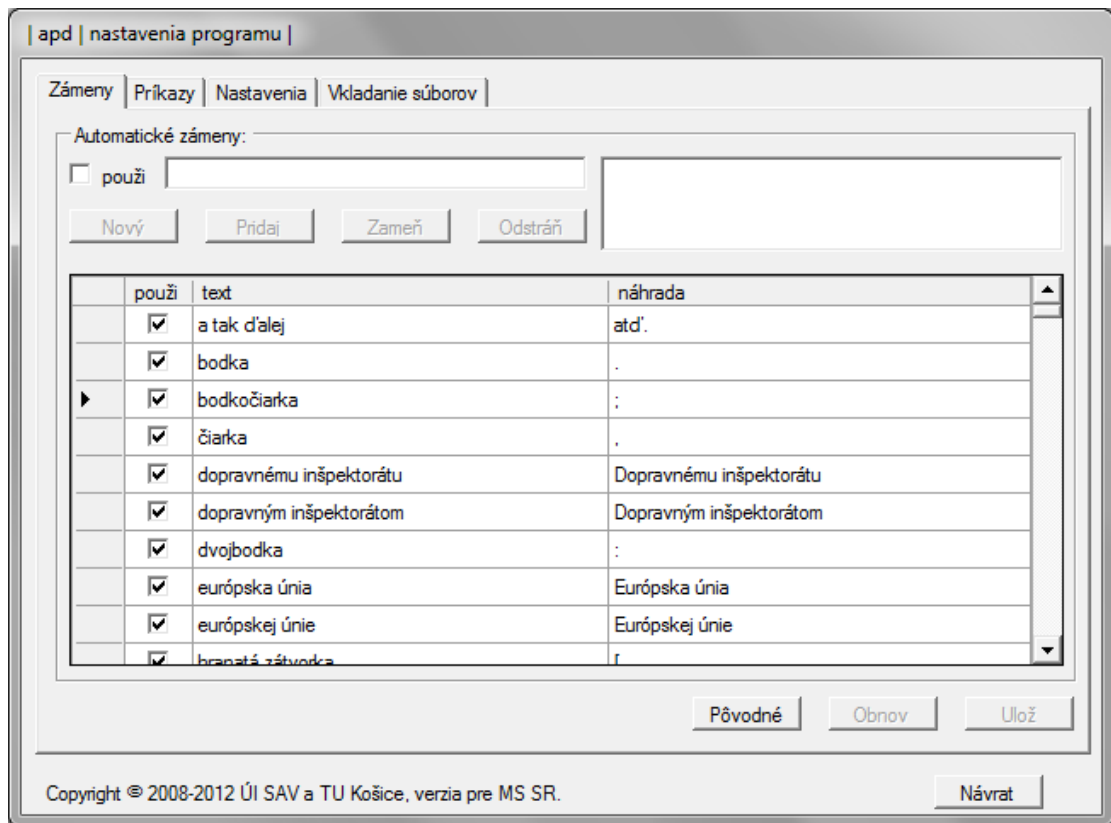 | apd | nastavenia programu |
Zámeny Príkazy Nastavenia Vkladanie súborov
Automatické zámeny:
použi
Nový Pridaj Zameň Odstráň
použi text náhrada
a tak ďalej atď.
bodka .
bodkočiarka ;
čiarka ,
dopravnému inšpektorátu Dopravnému inšpektorátu
dopravným inšpektorátom Dopravným inšpektorátom
dvojbodka :
európska únia Európska únia
európskej únie Európskej únie
hranatá zátvorka [
Pôvodné Obnov Ulož
Copyright © 2008-2012 ÚI SAV a TU Košice, verzia pre MS SR. Návrat